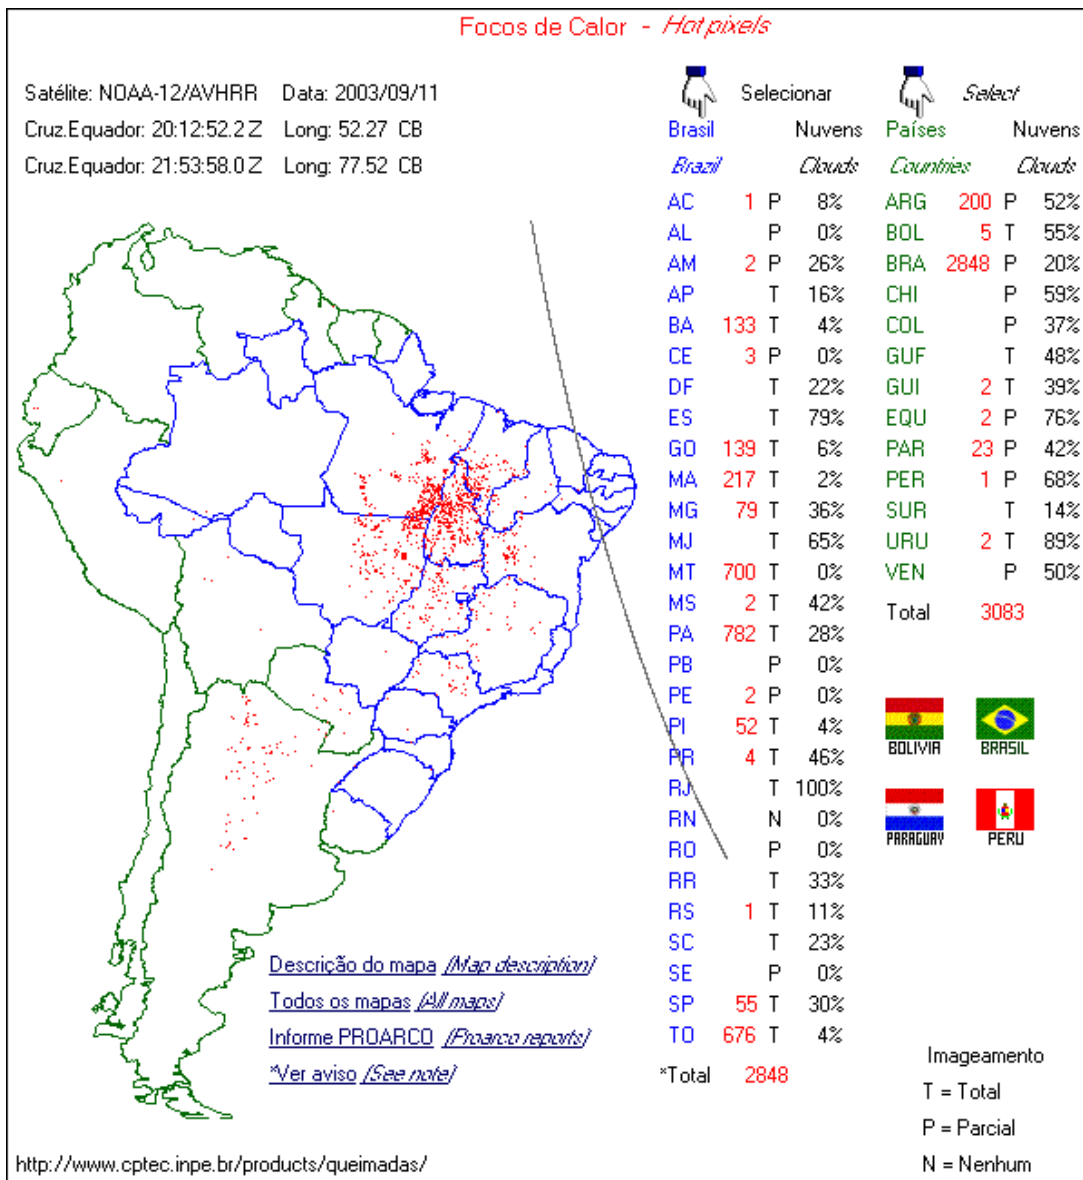 Focos de Calor - Hot pixels
Satélite: NOAA-12/AVHRR Data: 2003/09/11
Cruz.Equador: 20:12:52.2 Z Long: 52.27 CB
Cruz.Equador: 21:53:58.0 Z Long: 77.52 CB
Selecionar
Brasil Nuvens
Brazil Clouds
AC 1 P 8%
AL P 0%
AM 2 P 26%
AP T 16%
BA 133 T 4%
CE 3 P 0%
DF T 22%
ES T 79%
GO 139 T 6%
MA 217 T 2%
MG 79 T 36%
MJ T 65%
MT 700 T 0%
MS 2 T 42%
PA 782 T 28%
PB P 0%
PE 2 P 0%
PI 52 T 4%
PR 4 T 46%
RJ T 100%
RN N 0%
RO P 0%
RR T 33%
RS 1 T 11%
SC T 23%
SE P 0%
SP 55 T 30%
TO 676 T 4%
*Total 2848
Select
Países Nuvens
Countries Clouds
ARG 200 P 52%
BOL 5 T 55%
BRA 2848 P 20%
CHI P 59%
COL P 37%
GUF T 48%
GUI 2 T 39%
EQU 2 P 76%
PAR 23 P 42%
PER 1 P 68%
SUR T 14%
URU 2 T 89%
VEN P 50%
Total 3083
BOLIVIA BRASIL
PARAGUAY PERU
Descrição do mapa (Map description)
Todos os mapas (All maps)
Informe PROARCO (Proarco reports)
*Ver aviso (See note)
Imageamento
T = Total
P = Parcial
N = Nenhum
http://www.cptec.inpe.br/products/queimadas/